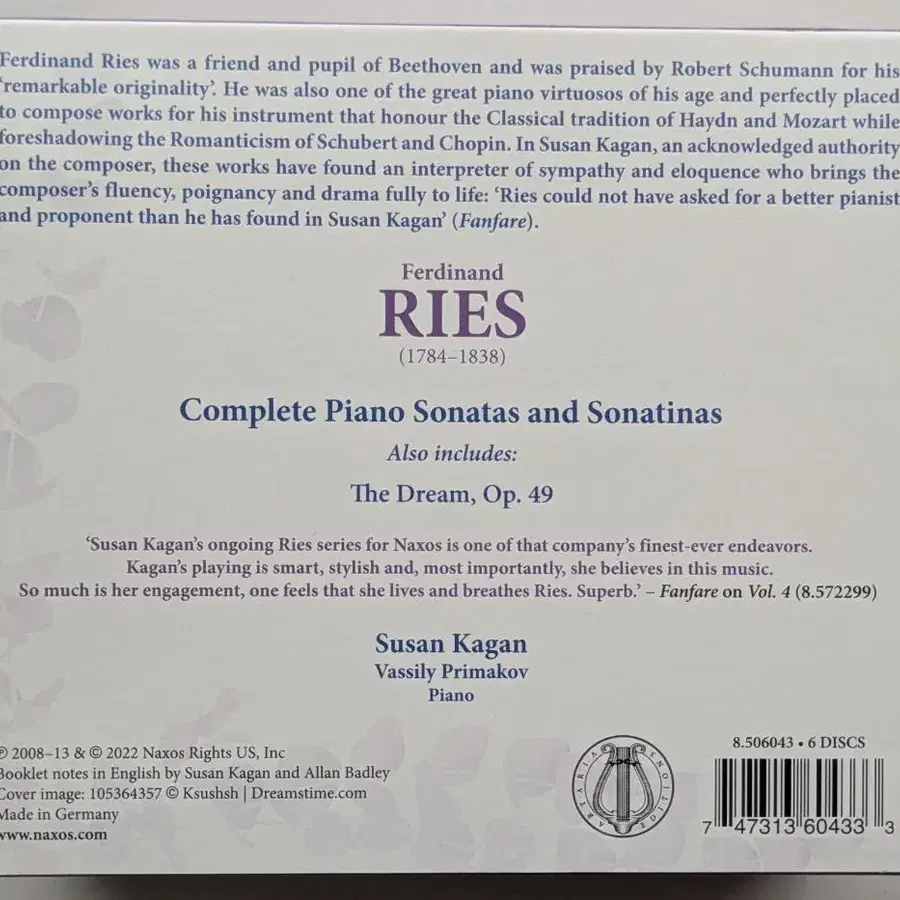 Ferdinand Ries was a friend and pupil of Beethoven and was praised by Robert Schumann for his
‘remarkable originality’. He was also one of the great piano virtuosos of his age and perfectly placed
to compose works for his instrument that honour the Classical tradition of Haydn and Mozart while
foreshadowing the Romanticism of Schubert and Chopin. In Susan Kagan, an acknowledged authority
on the composer, these works have found an interpreter of sympathy and eloquence who brings the
composer’s fluency, poignancy and drama fully to life: ‘Ries could not have asked for a better pianist
and proponent than he has found in Susan Kagan’ (Fanfare).
Ferdinand
RIES
(1784–1838)
Complete Piano Sonatas and Sonatinas
Also includes:
The Dream, Op. 49
‘Susan Kagan’s ongoing Ries series for Naxos is one of that company’s finest-ever endeavors.
Kagan’s playing is smart, stylish and, most importantly, she believes in this music.
So much is her engagement, one feels that she lives and breathes Ries. Superb.’ – Fanfare on Vol. 4 (8.572299)
Susan Kagan
Vassily Primakov
Piano
℗ 2008–13 & © 2022 Naxos Rights US, Inc
Booklet notes in English by Susan Kagan and Allan Badley
Cover image: 105364357 © Ksushsh | Dreamstime.com
Made in Germany
www.naxos.com
ARTARIA EDITIONS
8.506043 • 6 DISCS
7 47313 60433 3